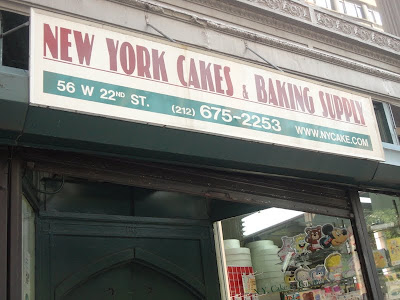 NEW YORK CAKES & BAKING SUPPLY
56 W 22ND ST. (212) 675-2253 WWW.NYCAKE.COM